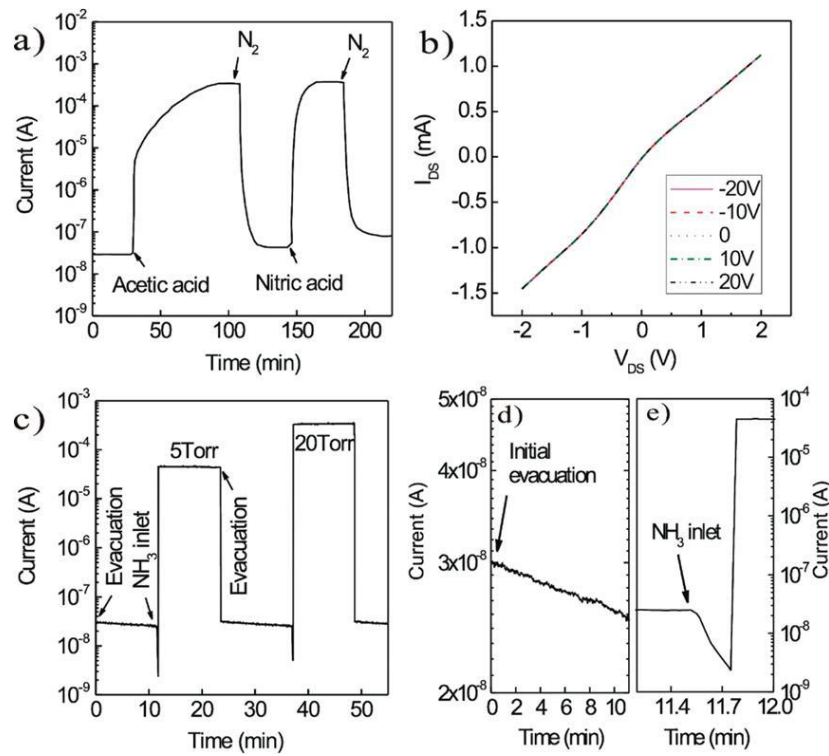 a)
N₂
N₂
Acetic acid
Nitric acid
10⁻²
10⁻³
10⁻⁴
10⁻⁵
10⁻⁶
10⁻⁷
10⁻⁸
10⁻⁹
Current (A)
0 50 100 150 200
Time (min)
b)
1.5
1.0
0.5
0.0
-0.5
-1.0
-1.5
I_DS (mA)
-20V
-10V
0
10V
20V
-2 -1 0 1 2
V_DS (V)
c)
5Torr
20Torr
Evacuation
NH₃ inlet
Evacuation
10⁻³
10⁻⁴
10⁻⁵
10⁻⁶
10⁻⁷
10⁻⁸
10⁻⁹
Current (A)
0 10 20 30 40 50
Time (min)
d)
Initial
evacuation
5x10⁻⁸
4x10⁻⁸
3x10⁻⁸
2x10⁻⁸
Current (A)
0 2 4 6 8 10
Time (min)
e)
NH₃ inlet
10⁻⁴
10⁻⁵
10⁻⁶
10⁻⁷
10⁻⁸
10⁻⁹
Current (A)
11.4 11.7 12.0
Time (min)